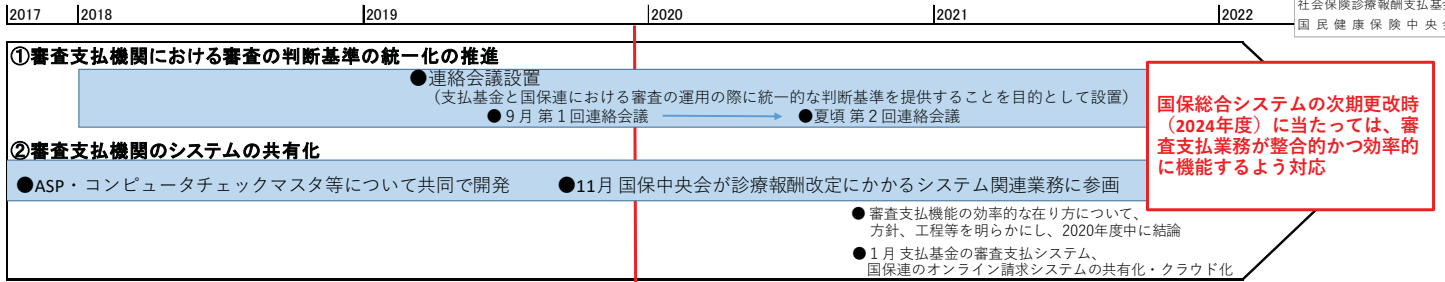 2017 2018 2019 2020 2021 2022
社会保険診療報酬支払基金
国民健康保険中央会
①審査支払機関における審査の判断基準の統一化の推進
●連絡会議設置
（支払基金と国保連における審査の運用の際に統一的な判断基準を提供することを目的として設置）
●９月 第１回連絡会議 ●夏頃 第２回連絡会議
②審査支払機関のシステムの共有化
●ASP・コンピュータチェックマスタ等について共同で開発 ●11月 国保中央会が診療報酬改定にかかるシステム関連業務に参画
● 審査支払機能の効率的な在り方について、
方針、工程等を明らかにし、2020年度中に結論
● １月 支払基金の審査支払システム、
国保連のオンライン請求システムの共有化・クラウド化
国保総合システムの次期更改時
（2024年度）に当たっては、審
査支払業務が整合的かつ効率的
に機能するよう対応